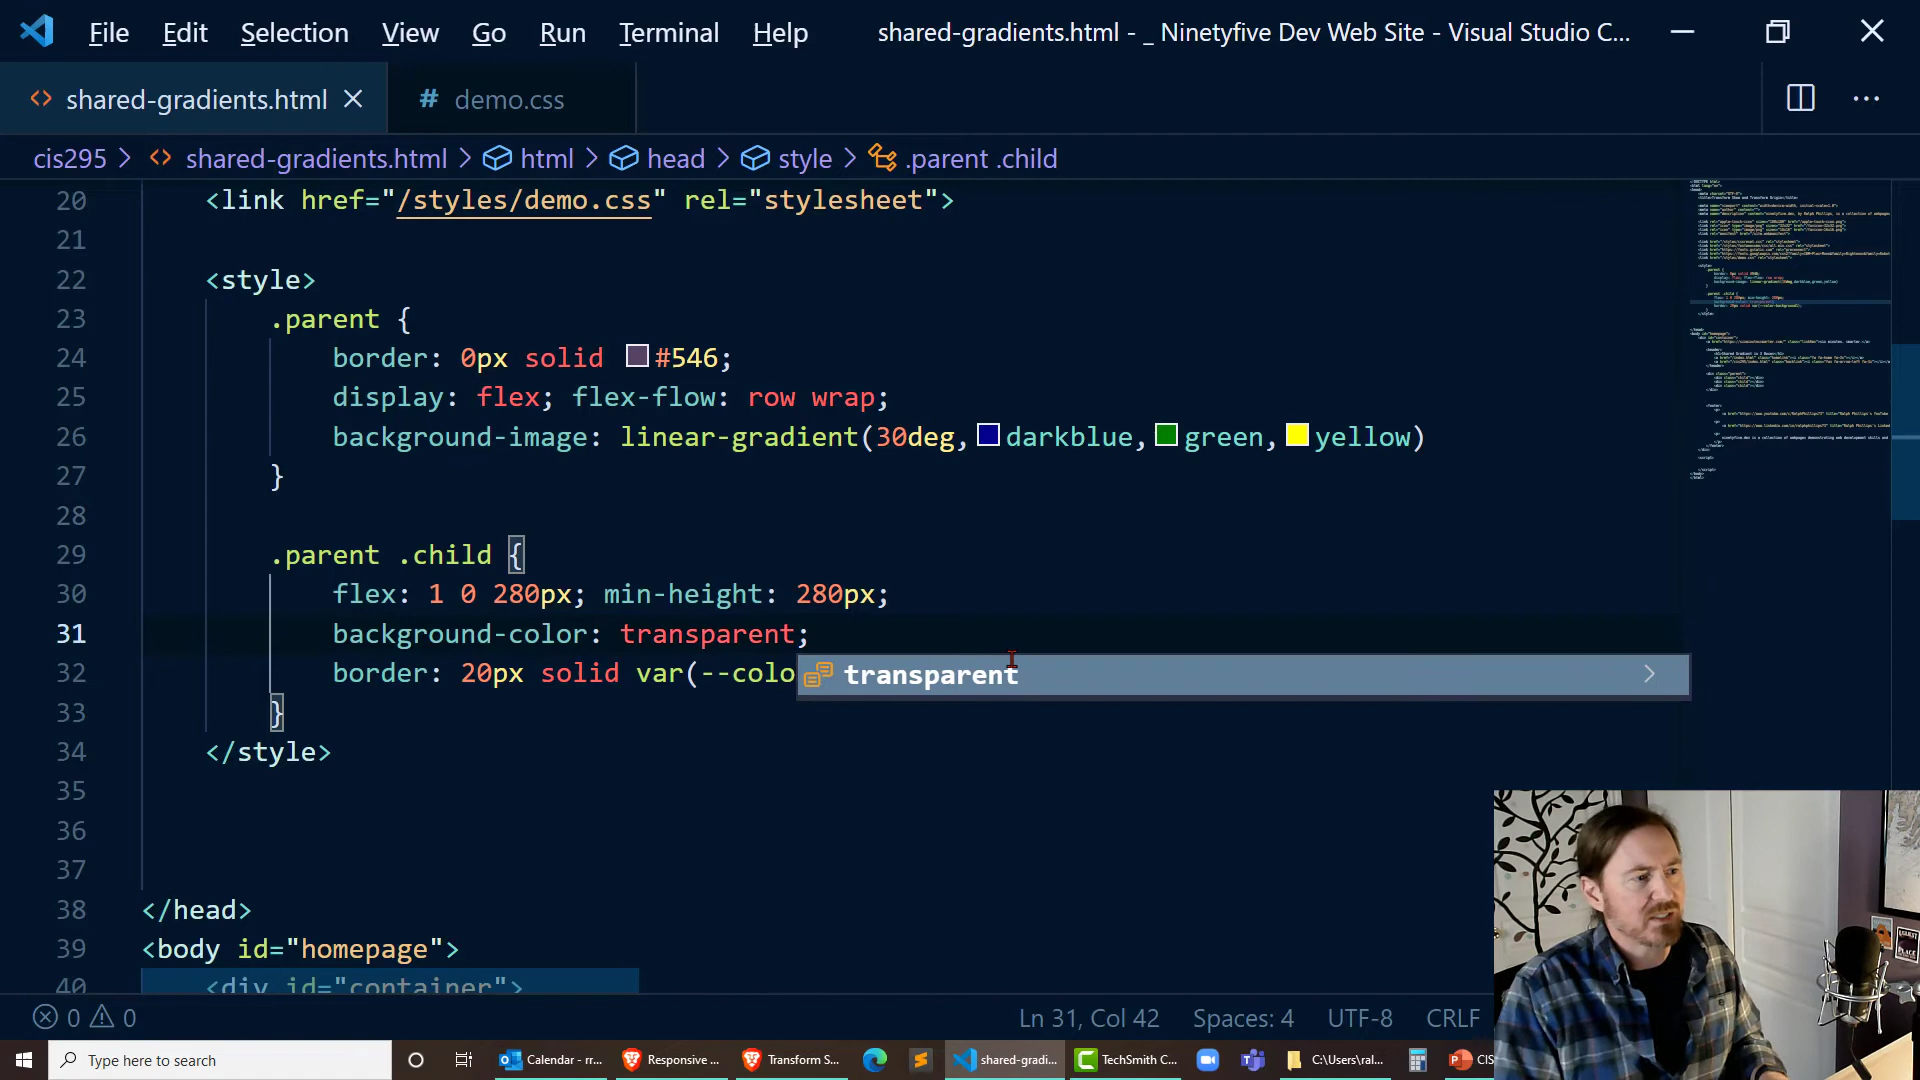 File Edit Selection View Go Run Terminal Help shared-gradients.html - _ Ninetyfive Dev Web Site - Visual Studio C...
shared-gradients.html # demo.css
cis295 > shared-gradients.html > html > head > style > .parent .child
20 <link href="/styles/demo.css" rel="stylesheet">
21
22 <style>
23 .parent {
24 border: 0px solid #546;
25 display: flex; flex-flow: row wrap;
26 background-image: linear-gradient(30deg,darkblue,green,yellow)
27 }
28
29 .parent .child {
30 flex: 1 0 280px; min-height: 280px;
31 background-color: transparent;
transparent
32 border: 20px solid var(--colo
33 }
34 </style>
35
36
37
38 </head>
39 <body id="homepage">
40 <div id="container">
0 0 Ln 31, Col 42 Spaces: 4 UTF-8 CRLF
Type here to search Calendar - rr... Responsive ... Transform S... shared-gradi... TechSmith C... C:\Users\ral... CIS